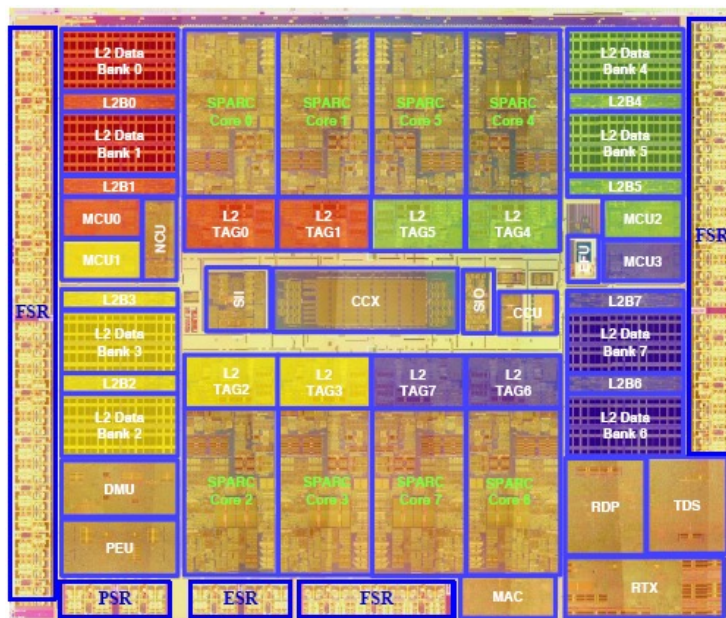 L2 Data
Bank 0
L2B0
L2 Data
Bank 1
L2B1
MCU0
NCU
MCU1
FSR
L2B3
L2 Data
Bank 3
L2B2
L2 Data
Bank 2
DMU
PEU
SPARC
Core 0
SPARC
Core 1
SPARC
Core 5
SPARC
Core 4
L2
TAG0
L2
TAG1
L2
TAG5
L2
TAG4
SII
CCX
SIO
CCU
L2
TAG2
L2
TAG3
L2
TAG7
L2
TAG6
SPARC
Core 2
SPARC
Core 3
SPARC
Core 7
SPARC
Core 6
L2 Data
Bank 4
L2B4
L2 Data
Bank 5
L2B5
MCU2
EFU
MCU3
FSR
L2B7
L2 Data
Bank 7
L2B6
L2 Data
Bank 6
RDP
TDS
RTX
PSR
ESR
FSR
MAC